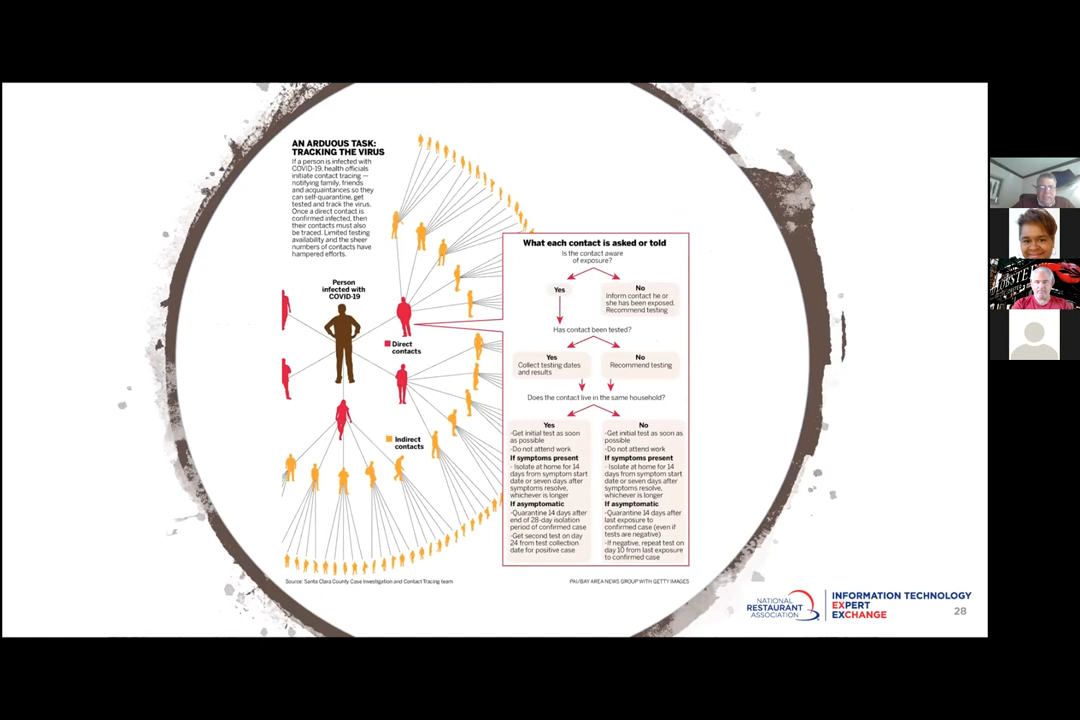 AN ARDUOUS TASK:
TRACKING THE VIRUS
If a person is infected with
COVID-19, health officials
initiate contact tracing —
notifying family, friends
and acquaintances so they
can self-quarantine, get
tested and track the virus.
Once a direct contact is
confirmed infected, then
their contacts must also
be traced. Limited testing
availability and the sheer
numbers of contacts have
hampered efforts.
Person
infected with
COVID-19
Direct
contacts
Indirect
contacts
What each contact is asked or told
Is the contact aware
of exposure?
Yes
No
Inform contact he or
she has been exposed.
Recommend testing
Has contact been tested?
Yes
Collect testing dates
and results
No
Recommend testing
Does the contact live in the same household?
Yes
-Get initial test as soon
as possible
-Do not attend work
If symptoms present
- Isolate at home for 14
days from symptom start
date or seven days after
symptoms resolve,
whichever is longer
If asymptomatic
-Quarantine 14 days after
end of 28-day isolation
period of confirmed case
-Get second test on day
24 from test collection
date for positive case
No
-Get initial test as soon as
possible
-Do not attend work
If symptoms present
- Isolate at home for 14
days from symptom start
date or seven days after
symptoms resolve,
whichever is longer
If asymptomatic
-Quarantine 14 days after
last exposure to
confirmed case (even if
tests are negative)
-If negative, repeat test on
day 10 from last exposure
to confirmed case
Source: Santa Clara County Case Investigation and Contact Tracing team
PAI/BAY AREA NEWS GROUP WITH GETTY IMAGES
NATIONAL
RESTAURANT
ASSOCIATION
INFORMATION TECHNOLOGY
EXPERT
EXCHANGE
28